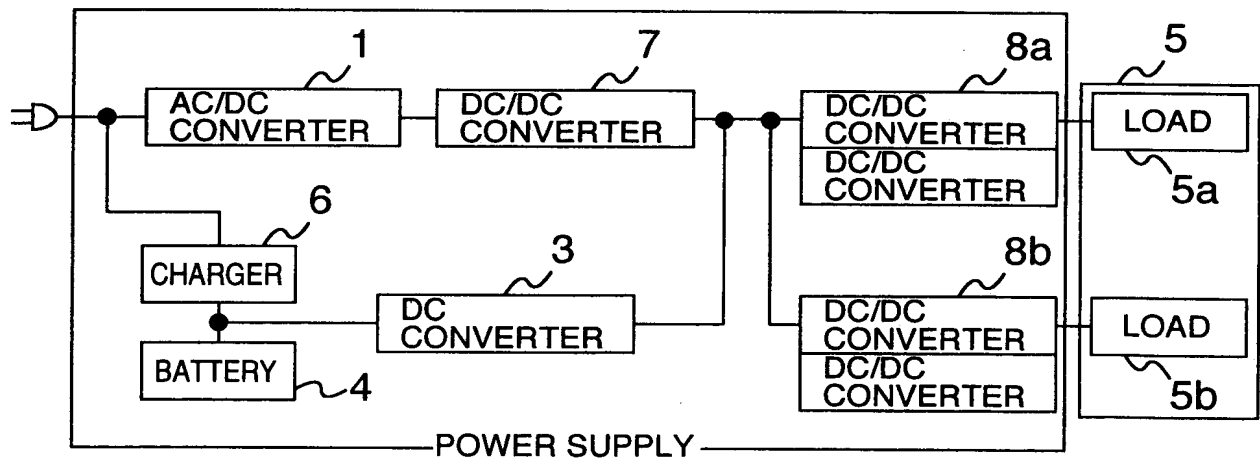 1
7
8a
5
AC/DC
CONVERTER
DC/DC
CONVERTER
DC/DC
CONVERTER
DC/DC
CONVERTER
LOAD
5a
6
CHARGER
3
DC
CONVERTER
BATTERY
4
8b
DC/DC
CONVERTER
DC/DC
CONVERTER
LOAD
5b
POWER SUPPLY